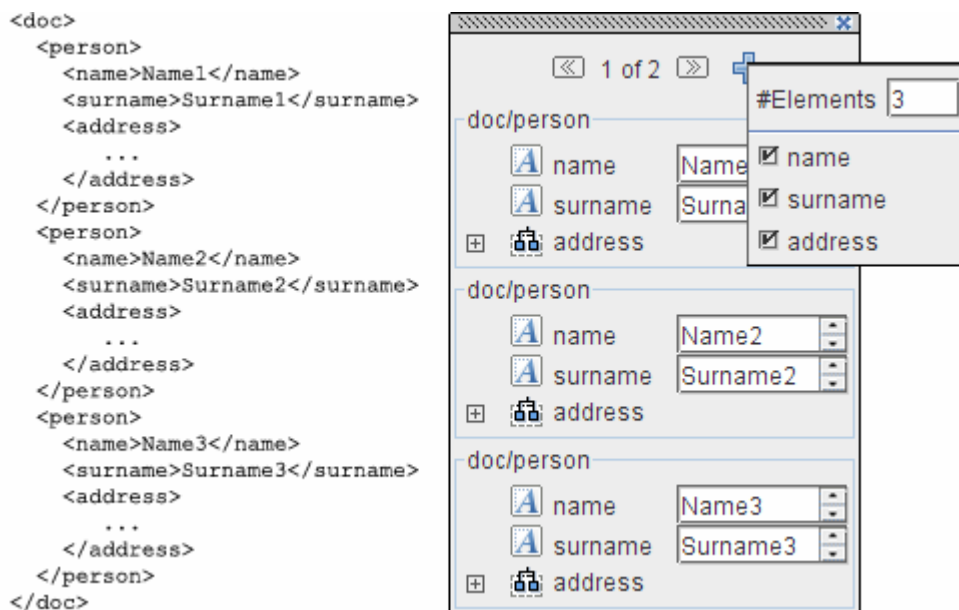 <doc>
<person>
<name>Name1</name>
<surname>Surname1</surname>
<address>
...
</address>
</person>
<person>
<name>Name2</name>
<surname>Surname2</surname>
<address>
...
</address>
</person>
<person>
<name>Name3</name>
<surname>Surname3</surname>
<address>
...
</address>
</person>
</doc>
1 of 2
#Elements 3
name
surname
address
doc/person
A name Name
A surname Surna
address
doc/person
A name Name2
A surname Surname2
address
doc/person
A name Name3
A surname Surname3
address